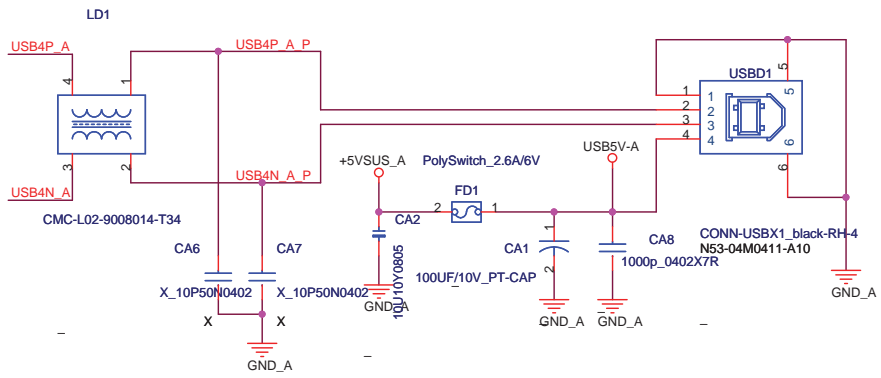 LD1
USB4P_A
USB4P_A_P
4
1
3
2
USB4N_A
USB4N_A_P
CMC-L02-9008014-T34
CA6
CA7
X_10P50N0402
X_10P50N0402
X
X
GND_A
+5VSUS_A
PolySwitch_2.6A/6V
FD1
2
1
CA2
10U10Y0805
GND_A
CA1
1
2
100UF/10V_PT-CAP
GND_A
USB5V-A
CA8
1000p_0402X7R
GND_A
USBD1
1
2
3
4
1
2
3
4
5
5
6
6
CONN-USBX1_black-RH-4
N53-04M0411-A10
GND_A